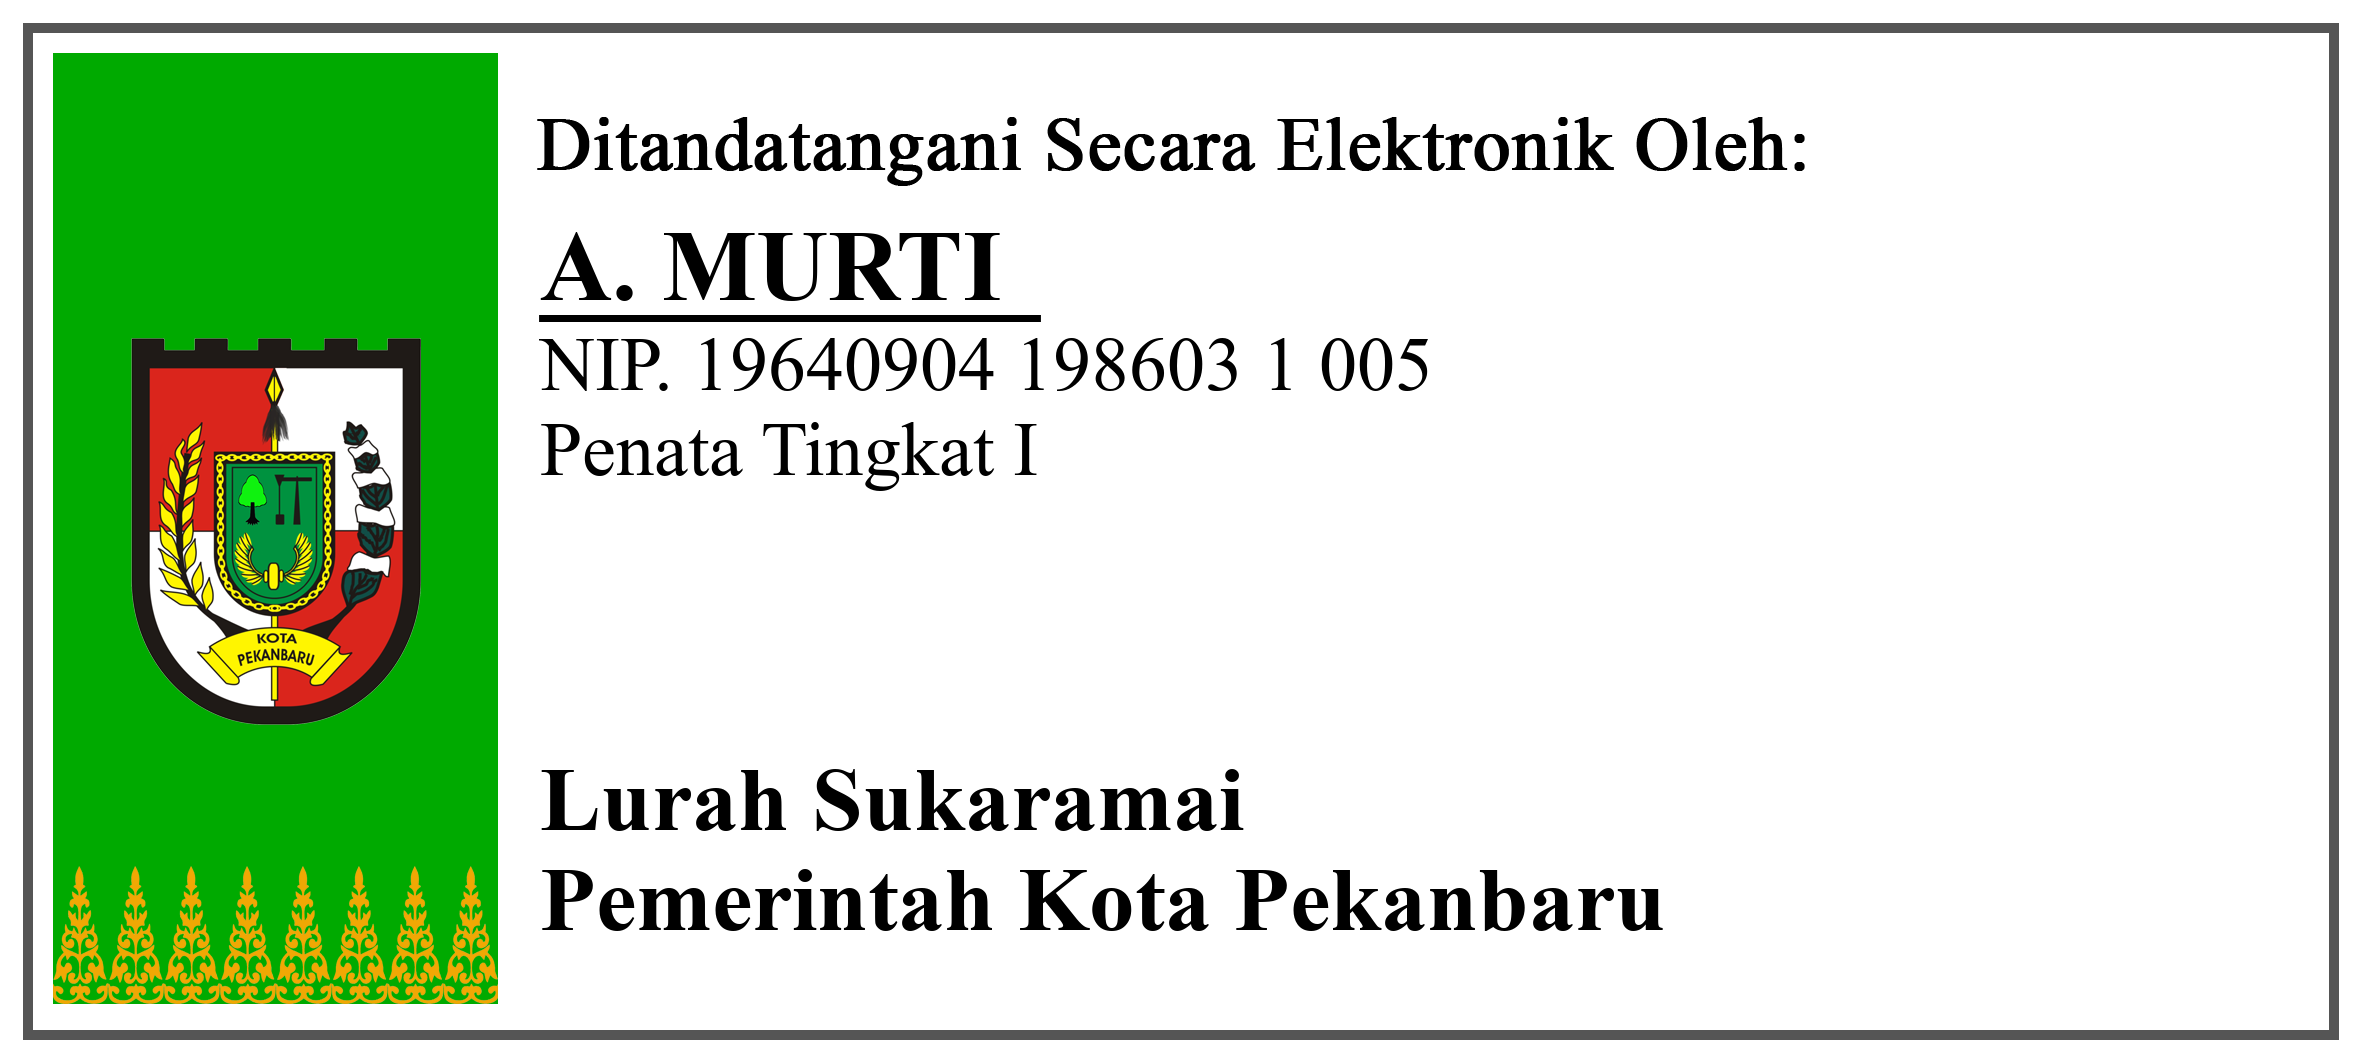 Ditandatangani Secara Elektronik Oleh:
A. MURTI
NIP. 19640904 198603 1 005
Penata Tingkat I
KOTA
PEKANBARU
Lurah Sukaramai
Pemerintah Kota Pekanbaru